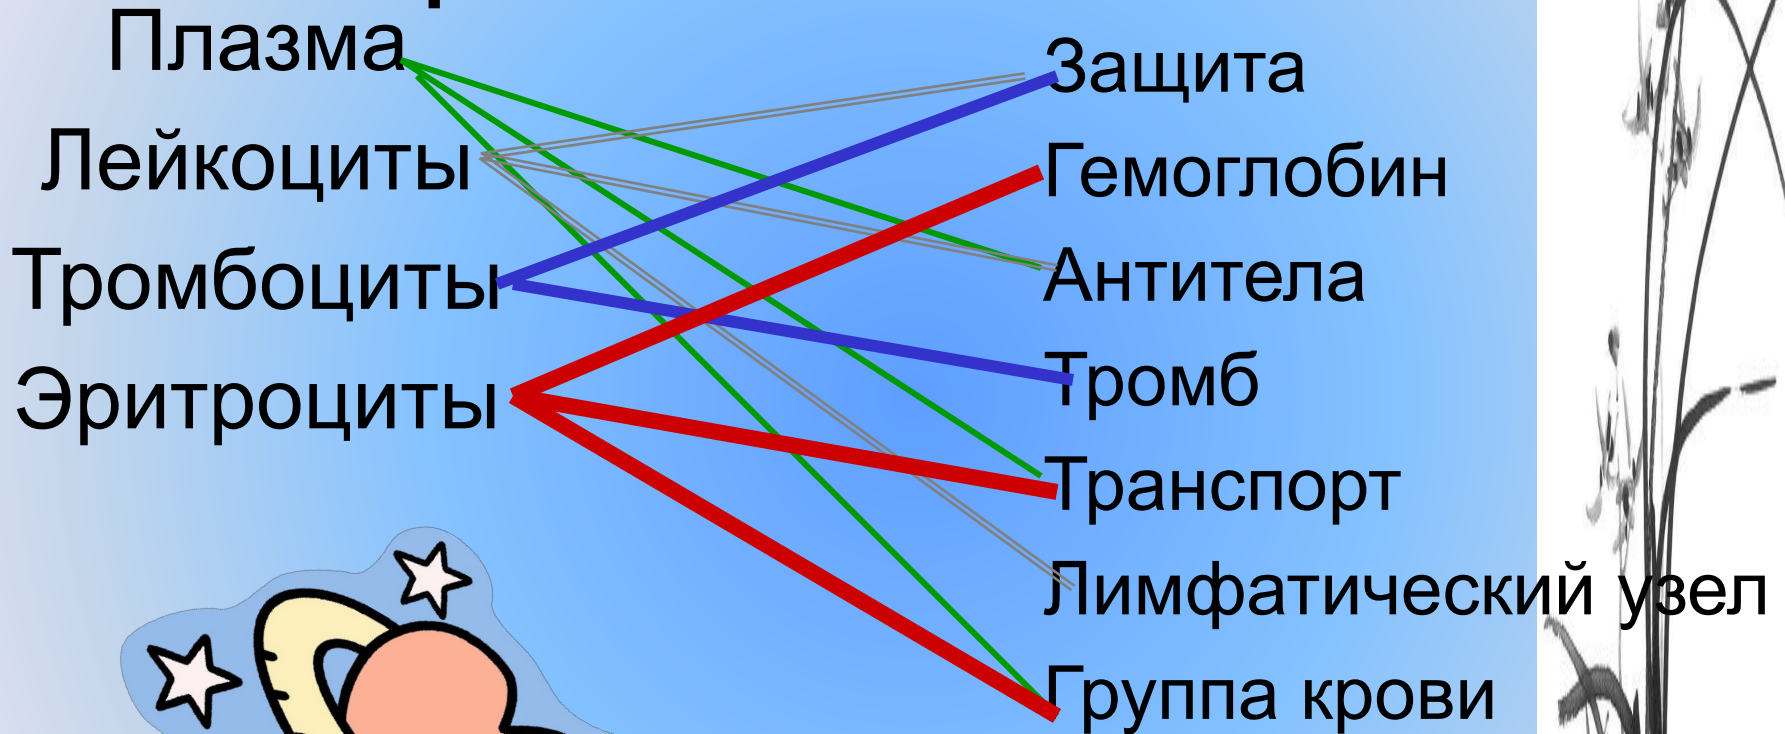 Плазма
Лейкоциты
Тромбоциты
Эритроциты
Защита
Гемоглобин
Антитела
Тромб
Транспорт
Лимфатический узел
Группа крови